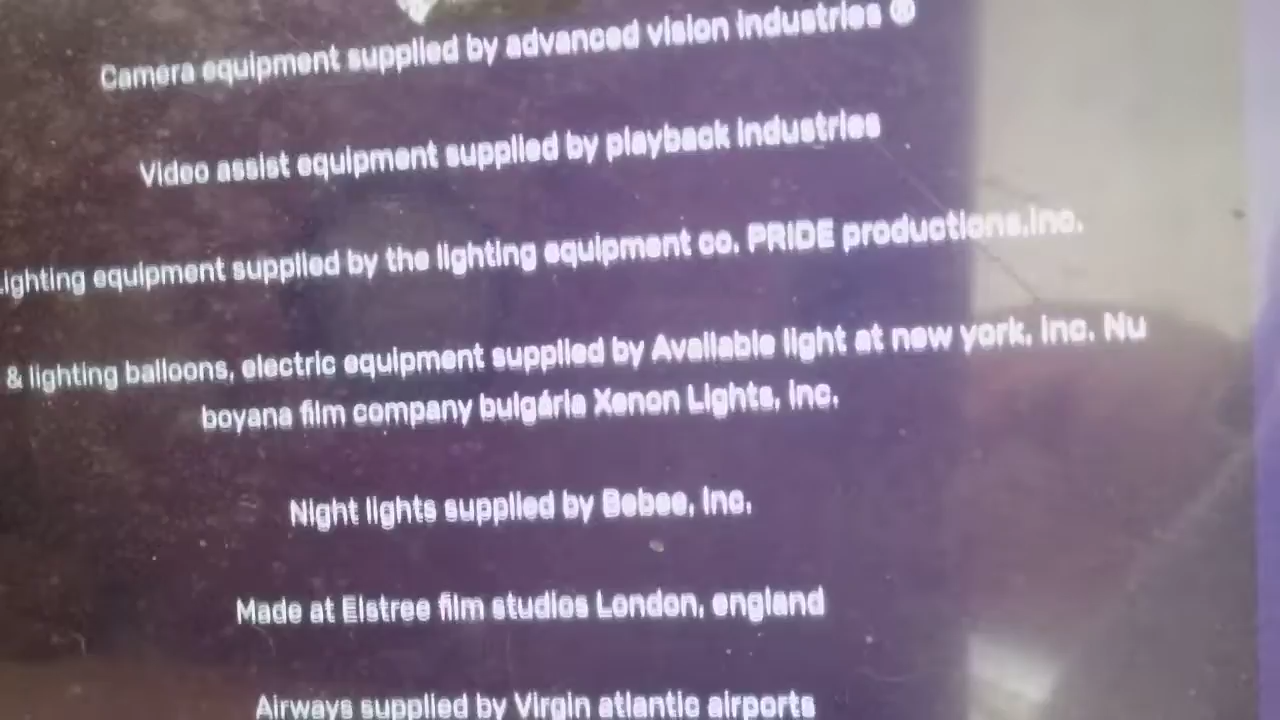 Camera equipment supplied by advanced vision industries ®
Video assist equipment supplied by playback industries
Lighting equipment supplied by the lighting equipment co. PRIDE productions,inc.
& lighting balloons, electric equipment supplied by Available light at new york, inc. Nu
boyana film company bulgária Xenon Lights, inc.
Night lights supplied by Bebee, Inc.
Made at Elstree film studios London, england
Airways supplied by Virgin atlantic airports